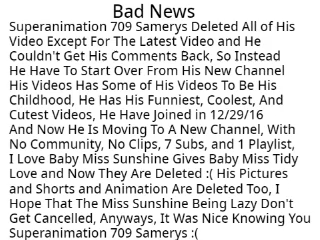 Bad News
Superanimation 709 Samerys Deleted All of His
Video Except For The Latest Video and He
Couldn't Get His Comments Back, So Instead
He Have To Start Over From His New Channel
His Videos Has Some of His Videos To Be His
Childhood, He Has His Funniest, Coolest, And
Cutest Videos, He Have Joined in 12/29/16
And Now He Is Moving To A New Channel, With
No Community, No Clips, 7 Subs, and 1 Playlist,
I Love Baby Miss Sunshine Gives Baby Miss Tidy
Love and Now They Are Deleted :( His Pictures
and Shorts and Animation Are Deleted Too, I
Hope That The Miss Sunshine Being Lazy Don't
Get Cancelled, Anyways, It Was Nice Knowing You
Superanimation 709 Samerys :(